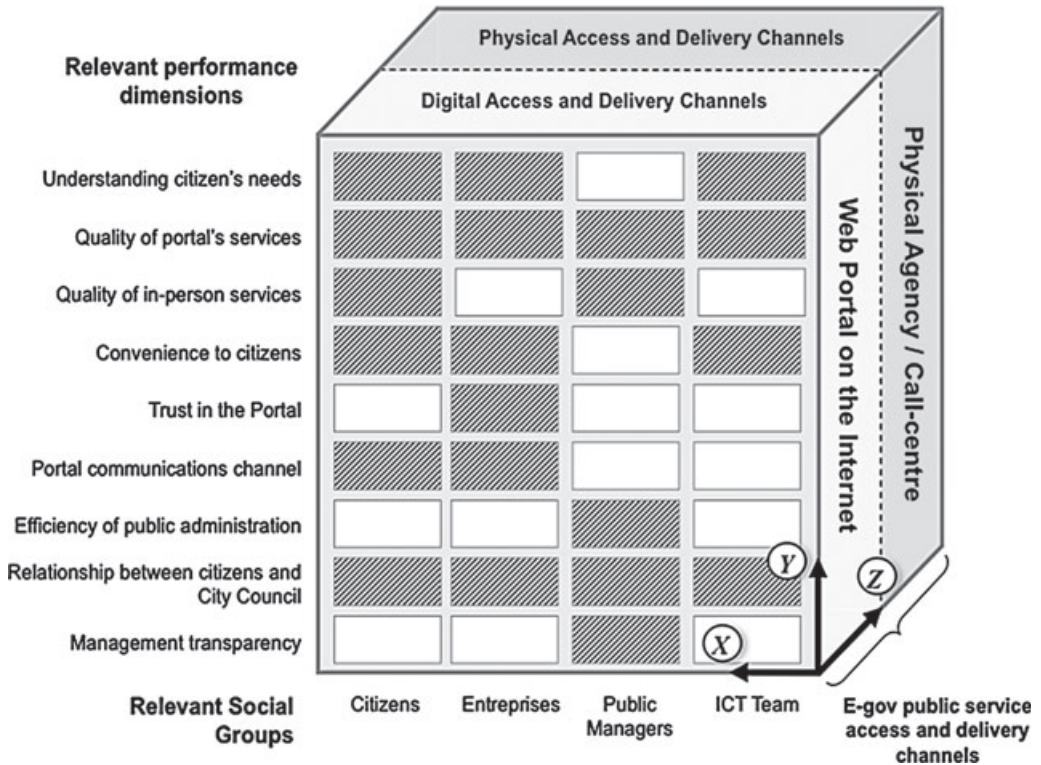 Relevant performance
dimensions
Physical Access and Delivery Channels
Digital Access and Delivery Channels
Understanding citizen's needs
Quality of portal's services
Quality of in-person services
Convenience to citizens
Trust in the Portal
Portal communications channel
Efficiency of public administration
Relationship between citizens and
City Council
Management transparency
Web Portal on the Internet
Physical Agency / Call-centre
Y
Z
X
Relevant Social
Groups
Citizens
Entreprises
Public
Managers
ICT Team
E-gov public service
access and delivery
channels